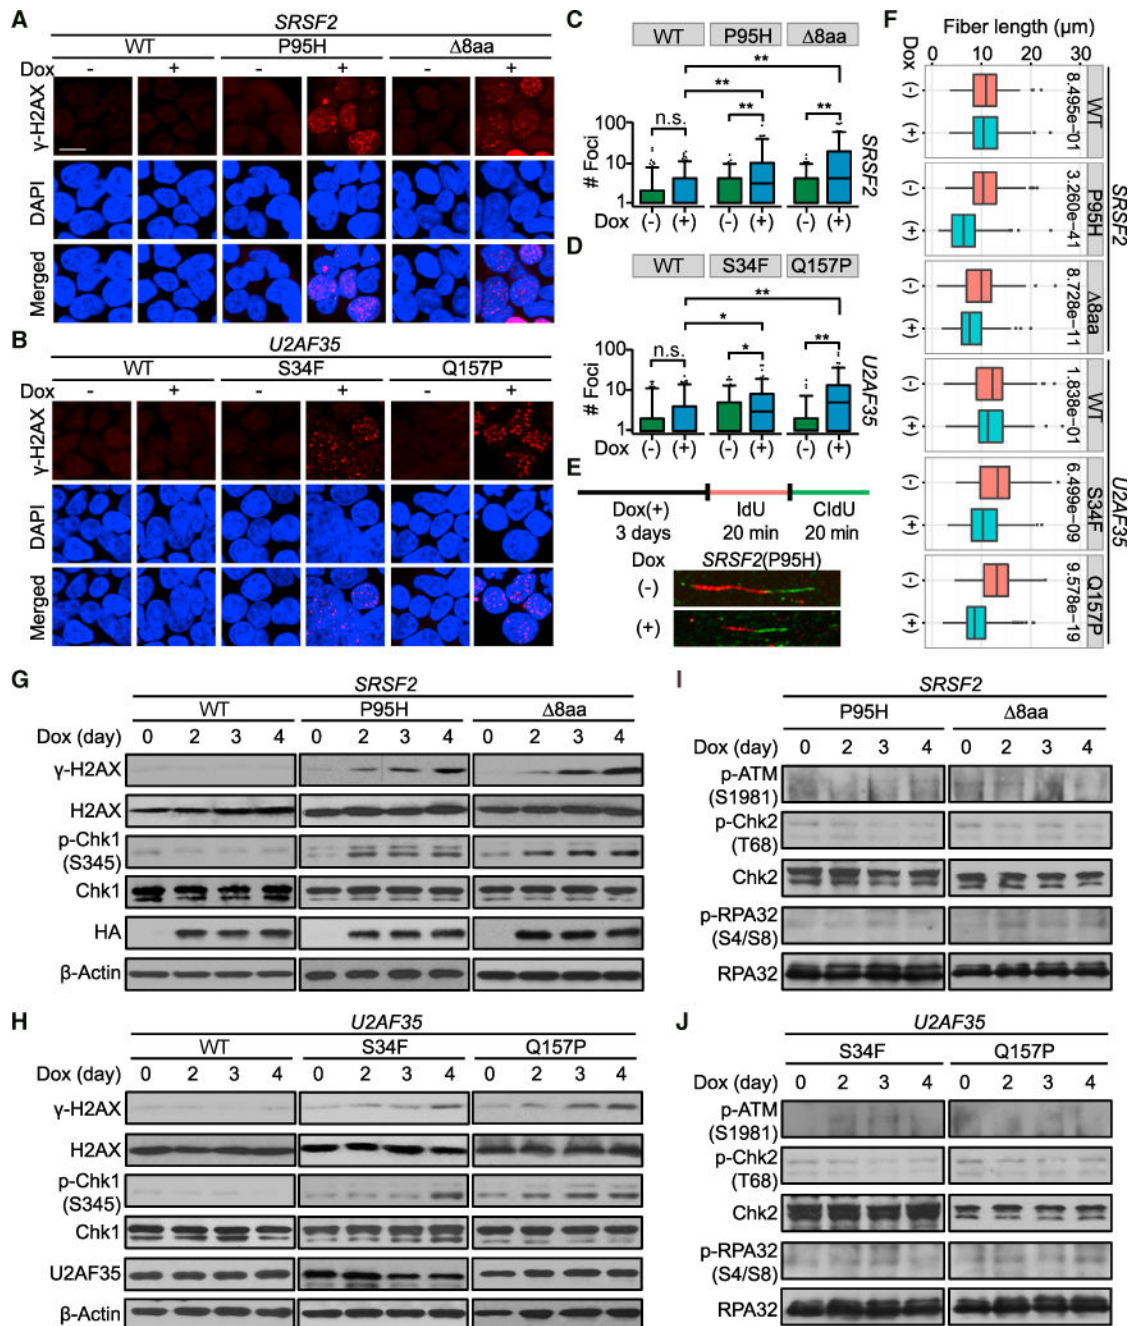 A
SRSF2
WT P95H Δ8aa
Dox - + - + - +
γ-H2AX
DAPI
Merged
B
U2AF35
WT S34F Q157P
Dox - + - + - +
γ-H2AX
DAPI
Merged
C
WT P95H Δ8aa
**
**
n.s. ** **
# Foci
100
10
1
Dox (-) (+) (-) (+) (-) (+)
SRSF2
D
WT S34F Q157P
**
*
n.s. * **
# Foci
100
10
1
Dox (-) (+) (-) (+) (-) (+)
U2AF35
E
Dox(+) IdU CldU
3 days 20 min 20 min
Dox SRSF2(P95H)
(-)
(+)
F
Fiber length (μm)
Dox 0 10 20 30
(-) (+) 8.495e-01 WT
(-) (+) 3.260e-41 P95H
(-) (+) 8.728e-11 Δ8aa
SRSF2
(-) (+) 1.838e-01 WT
(-) (+) 6.499e-09 S34F
(-) (+) 9.578e-19 Q157P
U2AF35
G
SRSF2
WT P95H Δ8aa
Dox (day) 0 2 3 4 0 2 3 4 0 2 3 4
γ-H2AX
H2AX
p-Chk1
(S345)
Chk1
HA
β-Actin
H
U2AF35
WT S34F Q157P
Dox (day) 0 2 3 4 0 2 3 4 0 2 3 4
γ-H2AX
H2AX
p-Chk1
(S345)
Chk1
U2AF35
β-Actin
I
SRSF2
P95H Δ8aa
Dox (day) 0 2 3 4 0 2 3 4
p-ATM
(S1981)
p-Chk2
(T68)
Chk2
p-RPA32
(S4/S8)
RPA32
J
U2AF35
S34F Q157P
Dox (day) 0 2 3 4 0 2 3 4
p-ATM
(S1981)
p-Chk2
(T68)
Chk2
p-RPA32
(S4/S8)
RPA32